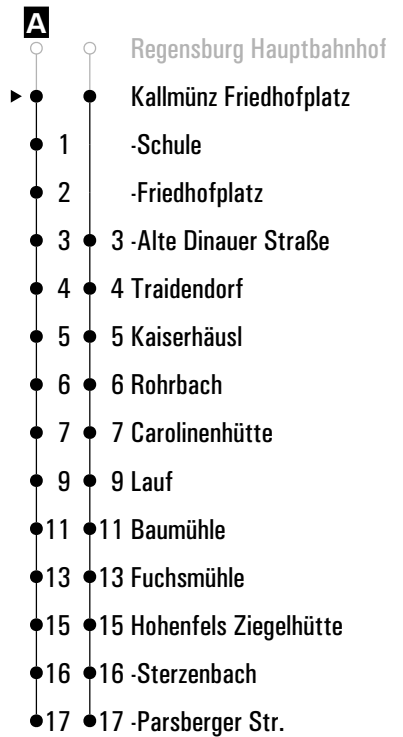 A
Regensburg Hauptbahnhof
Kallmünz Friedhofplatz
1 -Schule
2 -Friedhofplatz
3 3 -Alte Dinauer Straße
4 4 Traidendorf
5 5 Kaiserhäusl
6 6 Rohrbach
7 7 Carolinenhütte
9 9 Lauf
11 11 Baumühle
13 13 Fuchsmühle
15 15 Hohenfels Ziegelhütte
16 16 -Sterzenbach
17 17 -Parsberger Str.